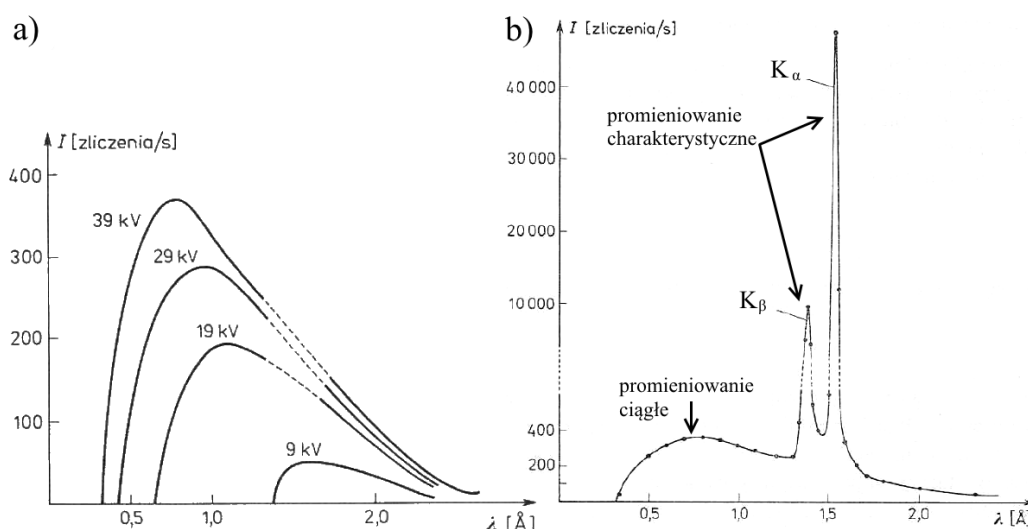 a)
I [zliczenia/s]
400
300
200
100
39 kV
29 kV
19 kV
9 kV
0,5
1,0
2,0
λ [Å]
b)
I [zliczenia/s]
40 000
30 000
20 000
10 000
400
200
K α
promieniowanie
charakterystyczne
K β
promieniowanie
ciągłe
0,5
1,0
1,5
2,0
λ [Å]